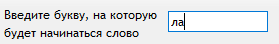 Введите букву, на которую
будет начинаться слово
ла